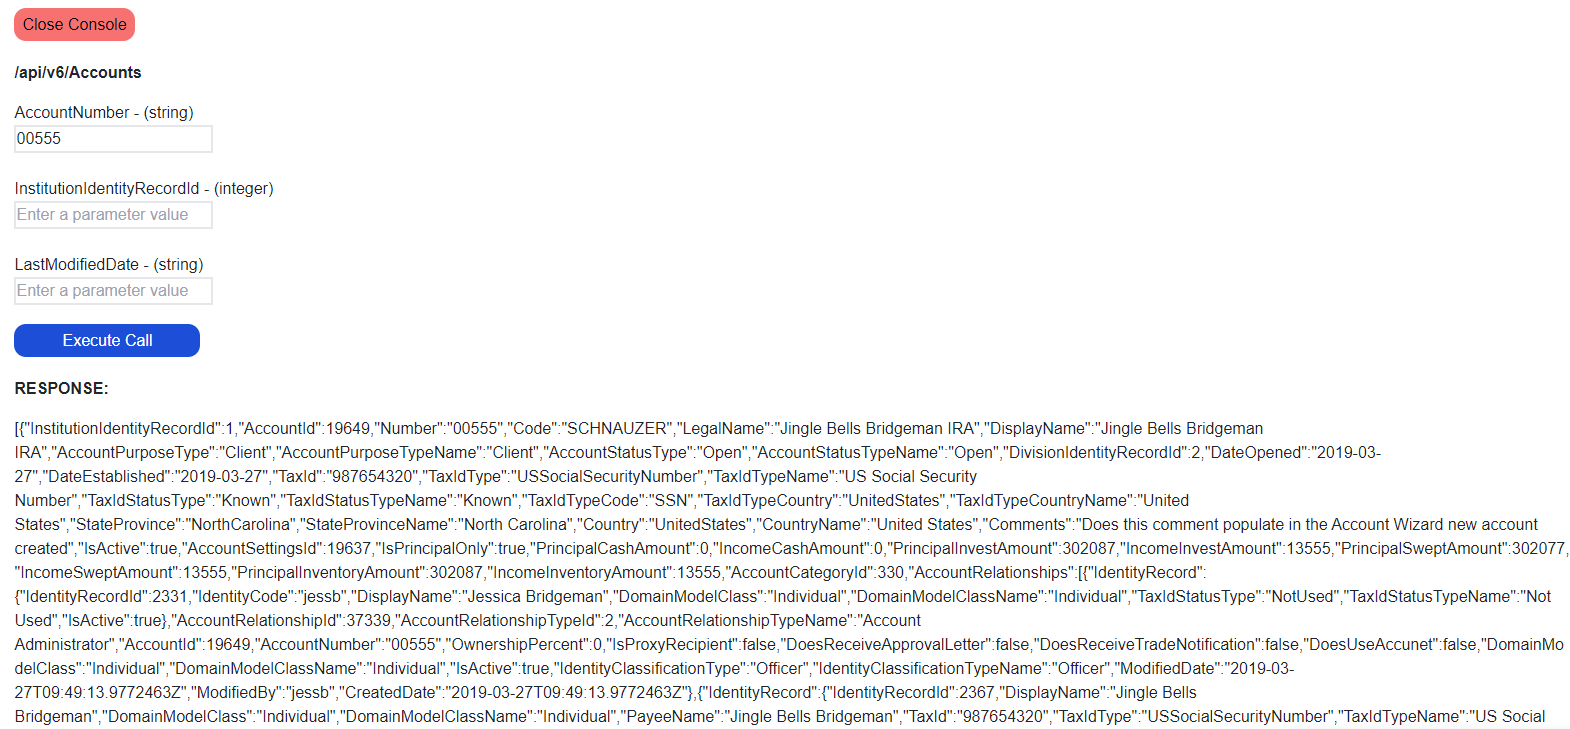 Close Console
/api/v6/Accounts
AccountNumber - (string)
00555
InstitutionIdentityRecordId - (integer)
Enter a parameter value
LastModifiedDate - (string)
Enter a parameter value
Execute Call
RESPONSE:
[{"InstitutionIdentityRecordId":1,"AccountId":19649,"Number":"00555","Code":"SCHNAUZER","LegalName":"Jingle Bells Bridgeman IRA","DisplayName":"Jingle Bells Bridgeman
IRA","AccountPurposeType":"Client","AccountPurposeTypeName":"Client","AccountStatusType":"Open","AccountStatusTypeName":"Open","DivisionIdentityRecordId":2,"DateOpened":"2019-03-
27","DateEstablished":"2019-03-27","TaxId":"987654320","TaxIdType":"USSocialSecurityNumber","TaxIdTypeName":"US Social Security
Number","TaxIdStatusType":"Known","TaxIdStatusTypeName":"Known","TaxIdTypeCode":"SSN","TaxIdTypeCountry":"UnitedStates","TaxIdTypeCountryName":"United
States","StateProvince":"NorthCarolina","StateProvinceName":"North Carolina","Country":"UnitedStates","CountryName":"United States","Comments":"Does this comment populate in the Account Wizard new account
created","IsActive":true,"AccountSettingsId":19637,"IsPrincipalOnly":true,"PrincipalCashAmount":0,"IncomeCashAmount":0,"PrincipalInvestAmount":302087,"IncomeInvestAmount":13555,"PrincipalSweptAmount":302077,
"IncomeSweptAmount":13555,"PrincipalInventoryAmount":302087,"IncomeInventoryAmount":13555,"AccountCategoryId":330,"AccountRelationships":[{"IdentityRecord":
{"IdentityRecordId":2331,"IdentityCode":"jessb","DisplayName":"Jessica Bridgeman","DomainModelClass":"Individual","DomainModelClassName":"Individual","TaxIdStatusType":"NotUsed","TaxIdStatusTypeName":"Not
Used","IsActive":true},"AccountRelationshipId":37339,"AccountRelationshipTypeId":2,"AccountRelationshipTypeName":"Account
Administrator","AccountId":19649,"AccountNumber":"00555","OwnershipPercent":0,"IsProxyRecipient":false,"DoesReceiveApprovalLetter":false,"DoesReceiveTradeNotification":false,"DoesUseAccunet":false,"DomainMo
delClass":"Individual","DomainModelClassName":"Individual","IsActive":true,"IdentityClassificationType":"Officer","IdentityClassificationTypeName":"Officer","ModifiedDate":"2019-03-
27T09:49:13.9772463Z","ModifiedBy":"jessb","CreatedDate":"2019-03-27T09:49:13.9772463Z"},{"IdentityRecord":{"IdentityRecordId":2367,"DisplayName":"Jingle Bells
Bridgeman","DomainModelClass":"Individual","DomainModelClassName":"Individual","PayeeName":"Jingle Bells Bridgeman","TaxId":"987654320","TaxIdType":"USSocialSecurityNumber","TaxIdTypeName":"US Social